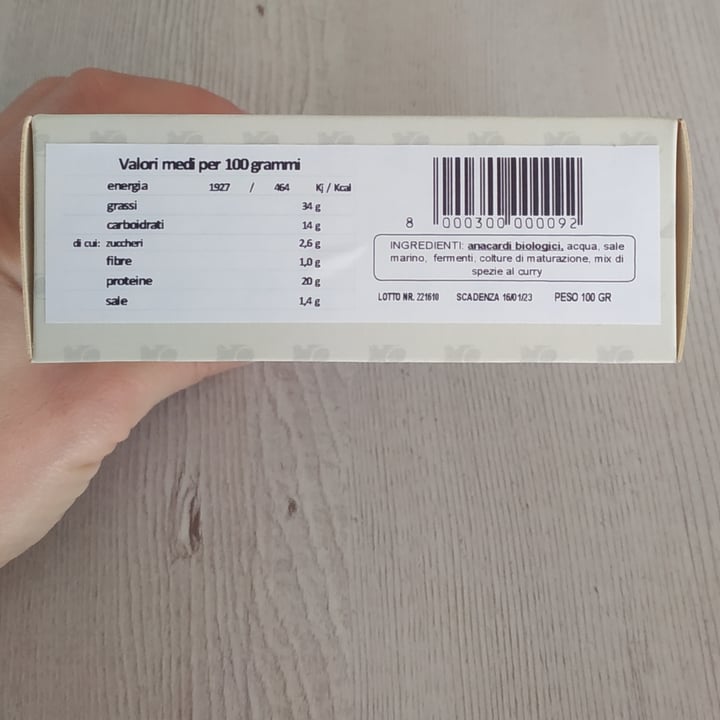 Valori medi per 100 grammi
energia 1927 / 464 Kj / Kcal
grassi 34 g
carboidrati 14 g
di cui: zuccheri 2,6 g
fibre 1,0 g
proteine 20 g
sale 1,4 g
8 000300 000092
INGREDIENTI: anacardi biologici, acqua, sale
marino, fermenti, colture di maturazione, mix di
spezie al curry
LOTTO NR. 221610 SCADENZA 16/01/23 PESO 100 GR